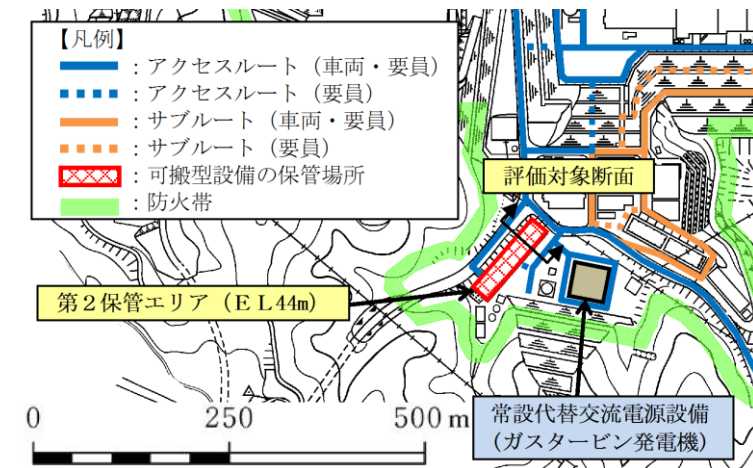 【凡例】
：アクセスルート（車両・要員）
：アクセスルート（要員）
：サブルート（車両・要員）
：サブルート（要員）
：可搬型設備の保管場所
：防火帯
評価対象断面
第２保管エリア（ＥＬ44m）
0 250 500 m
常設代替交流電源設備
（ガスタービン発電機）